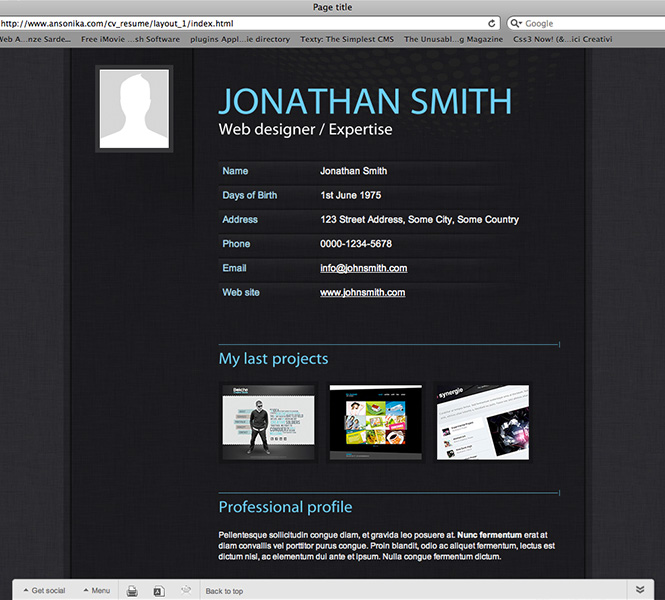 Page title
http://www.ansonika.com/cv_resume/layout_1/index.html
Google
Web A...nze Sarde... Free iMovie ...sh Software plugins Appl...ie directory Texty: The Simplest CMS The Unusabl...g Magazine Css3 Now! (&...ici Creativi
JONATHAN SMITH
Web designer / Expertise
Name Jonathan Smith
Days of Birth 1st June 1975
Address 123 Street Address, Some City, Some Country
Phone 0000-1234-5678
Email info@johnsmith.com
Web site www.johnsmith.com
My last projects
synergie
Professional profile
Pellentesque sollicitudin congue diam, et gravida leo posuere at. Nunc fermentum erat at
diam convallis vel porttitor purus congue. Proin blandit, odio ac aliquet fermentum, lectus est
dictum nisl, ac elementum dui ante et ipsum. Nulla congue fermentum dictum.
Get social Menu Back to top